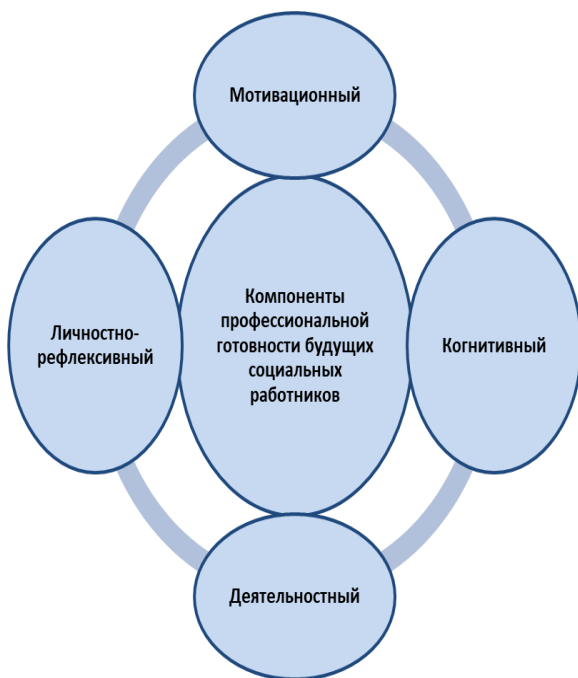 Мотивационный
Личностно-
рефлексивный
Компоненты
профессиональной
готовности будущих
социальных
работников
Когнитивный
Деятельностный